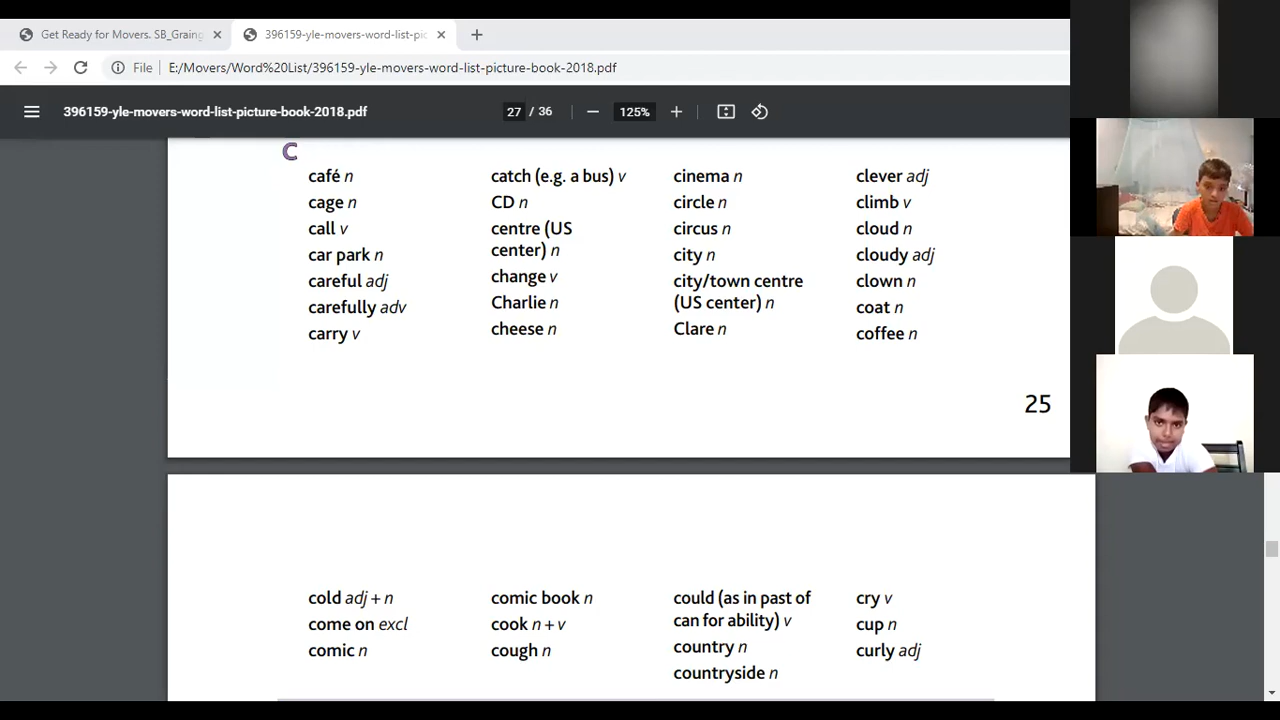 Get Ready for Movers. SB_Graing
396159-yle-movers-word-list-pic
File E:/Movers/Word%20List/396159-yle-movers-word-list-picture-book-2018.pdf
396159-yle-movers-word-list-picture-book-2018.pdf 27 / 36 125%
C
café n
cage n
call v
car park n
careful adj
carefully adv
carry v
catch (e.g. a bus) v
CD n
centre (US
center) n
change v
Charlie n
cheese n
cinema n
circle n
circus n
city n
city/town centre
(US center) n
Clare n
clever adj
climb v
cloud n
cloudy adj
clown n
coat n
coffee n
25
cold adj + n
come on excl
comic n
comic book n
cook n + v
cough n
could (as in past of
can for ability) v
country n
countryside n
cry v
cup n
curly adj